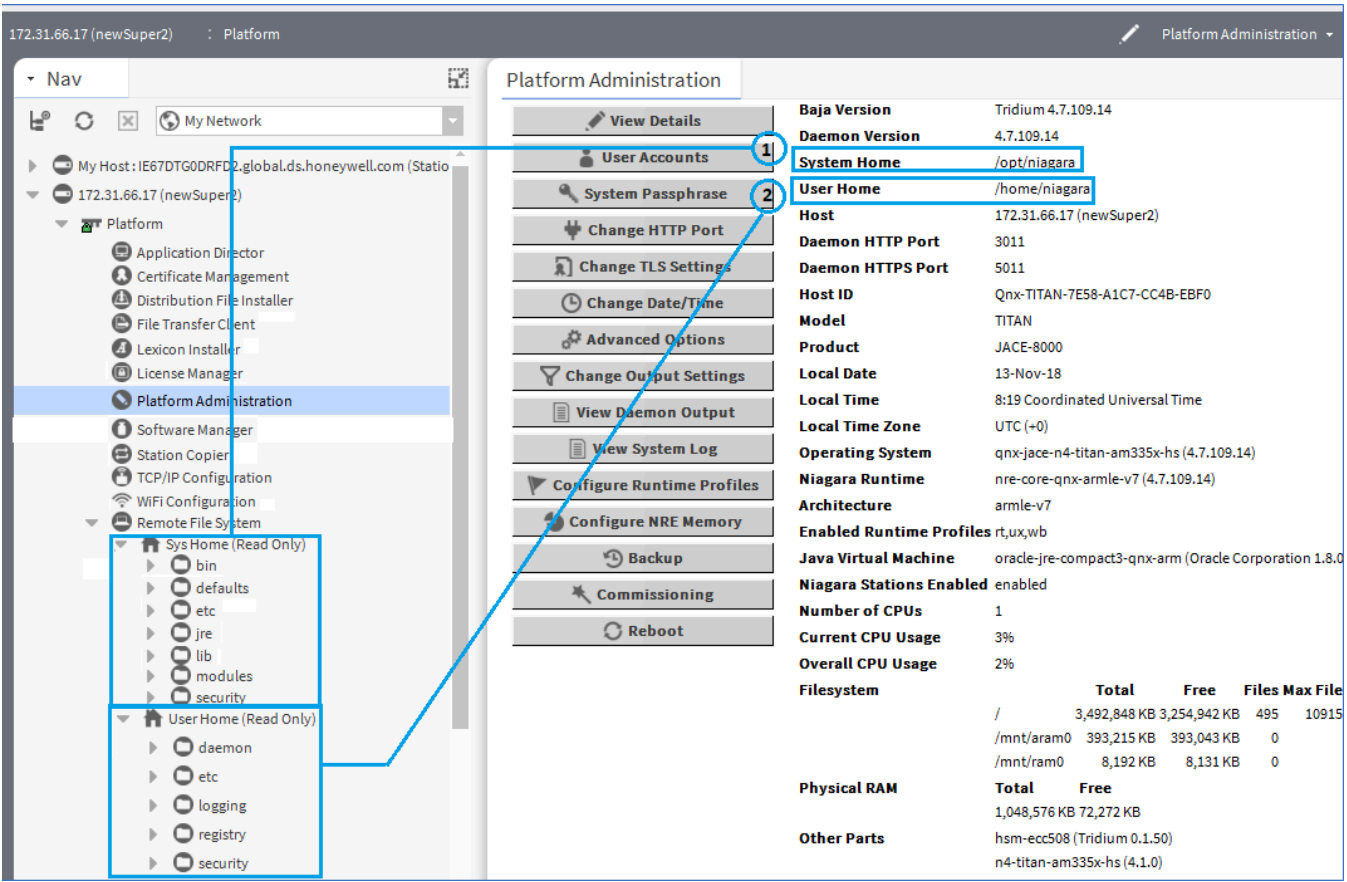 172.31.66.17 (newSuper2) : Platform
Platform Administration
Nav
My Network
My Host : IE67DTG0DRFD2.global.ds.honeywell.com (Statio
172.31.66.17 (newSuper2)
Platform
Application Director
Certificate Management
Distribution File Installer
File Transfer Client
Lexicon Installer
License Manager
Platform Administration
Software Manager
Station Copier
TCP/IP Configuration
WiFi Configuration
Remote File System
Sys Home (Read Only)
bin
defaults
etc
jre
lib
modules
security
User Home (Read Only)
daemon
etc
logging
registry
security
Platform Administration
View Details
User Accounts
System Passphrase
Change HTTP Port
Change TLS Settings
Change Date/Time
Advanced Options
Change Output Settings
View Daemon Output
View System Log
Configure Runtime Profiles
Configure NRE Memory
Backup
Commissioning
Reboot
1
2
Baja Version Tridium 4.7.109.14
Daemon Version 4.7.109.14
System Home /opt/niagara
User Home /home/niagara
Host 172.31.66.17 (newSuper2)
Daemon HTTP Port 3011
Daemon HTTPS Port 5011
Host ID Qnx-TITAN-7E58-A1C7-CC4B-EBF0
Model TITAN
Product JACE-8000
Local Date 13-Nov-18
Local Time 8:19 Coordinated Universal Time
Local Time Zone UTC (+0)
Operating System qnx-jace-n4-titan-am335x-hs (4.7.109.14)
Niagara Runtime nre-core-qnx-armle-v7 (4.7.109.14)
Architecture armle-v7
Enabled Runtime Profiles rt,ux,wb
Java Virtual Machine oracle-jre-compact3-qnx-arm (Oracle Corporation 1.8.0
Niagara Stations Enabled enabled
Number of CPUs 1
Current CPU Usage 3%
Overall CPU Usage 2%
Filesystem Total Free Files Max File
/ 3,492,848 KB 3,254,942 KB 495 10915
/mnt/aram0 393,215 KB 393,043 KB 0
/mnt/ram0 8,192 KB 8,131 KB 0
Physical RAM Total Free
1,048,576 KB 72,272 KB
Other Parts hsm-ecc508 (Tridium 0.1.50)
n4-titan-am335x-hs (4.1.0)